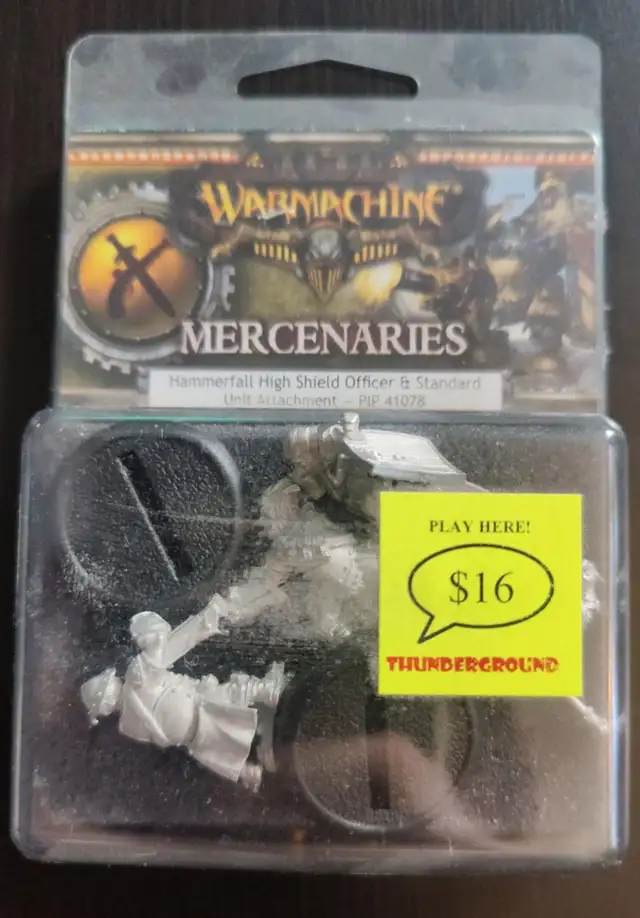 WARMACHINE
MERCENARIES
Hammerfall High Shield Officer & Standard
Unit Attachment – PIP 41078
PLAY HERE!
$16
THUNDERGROUND